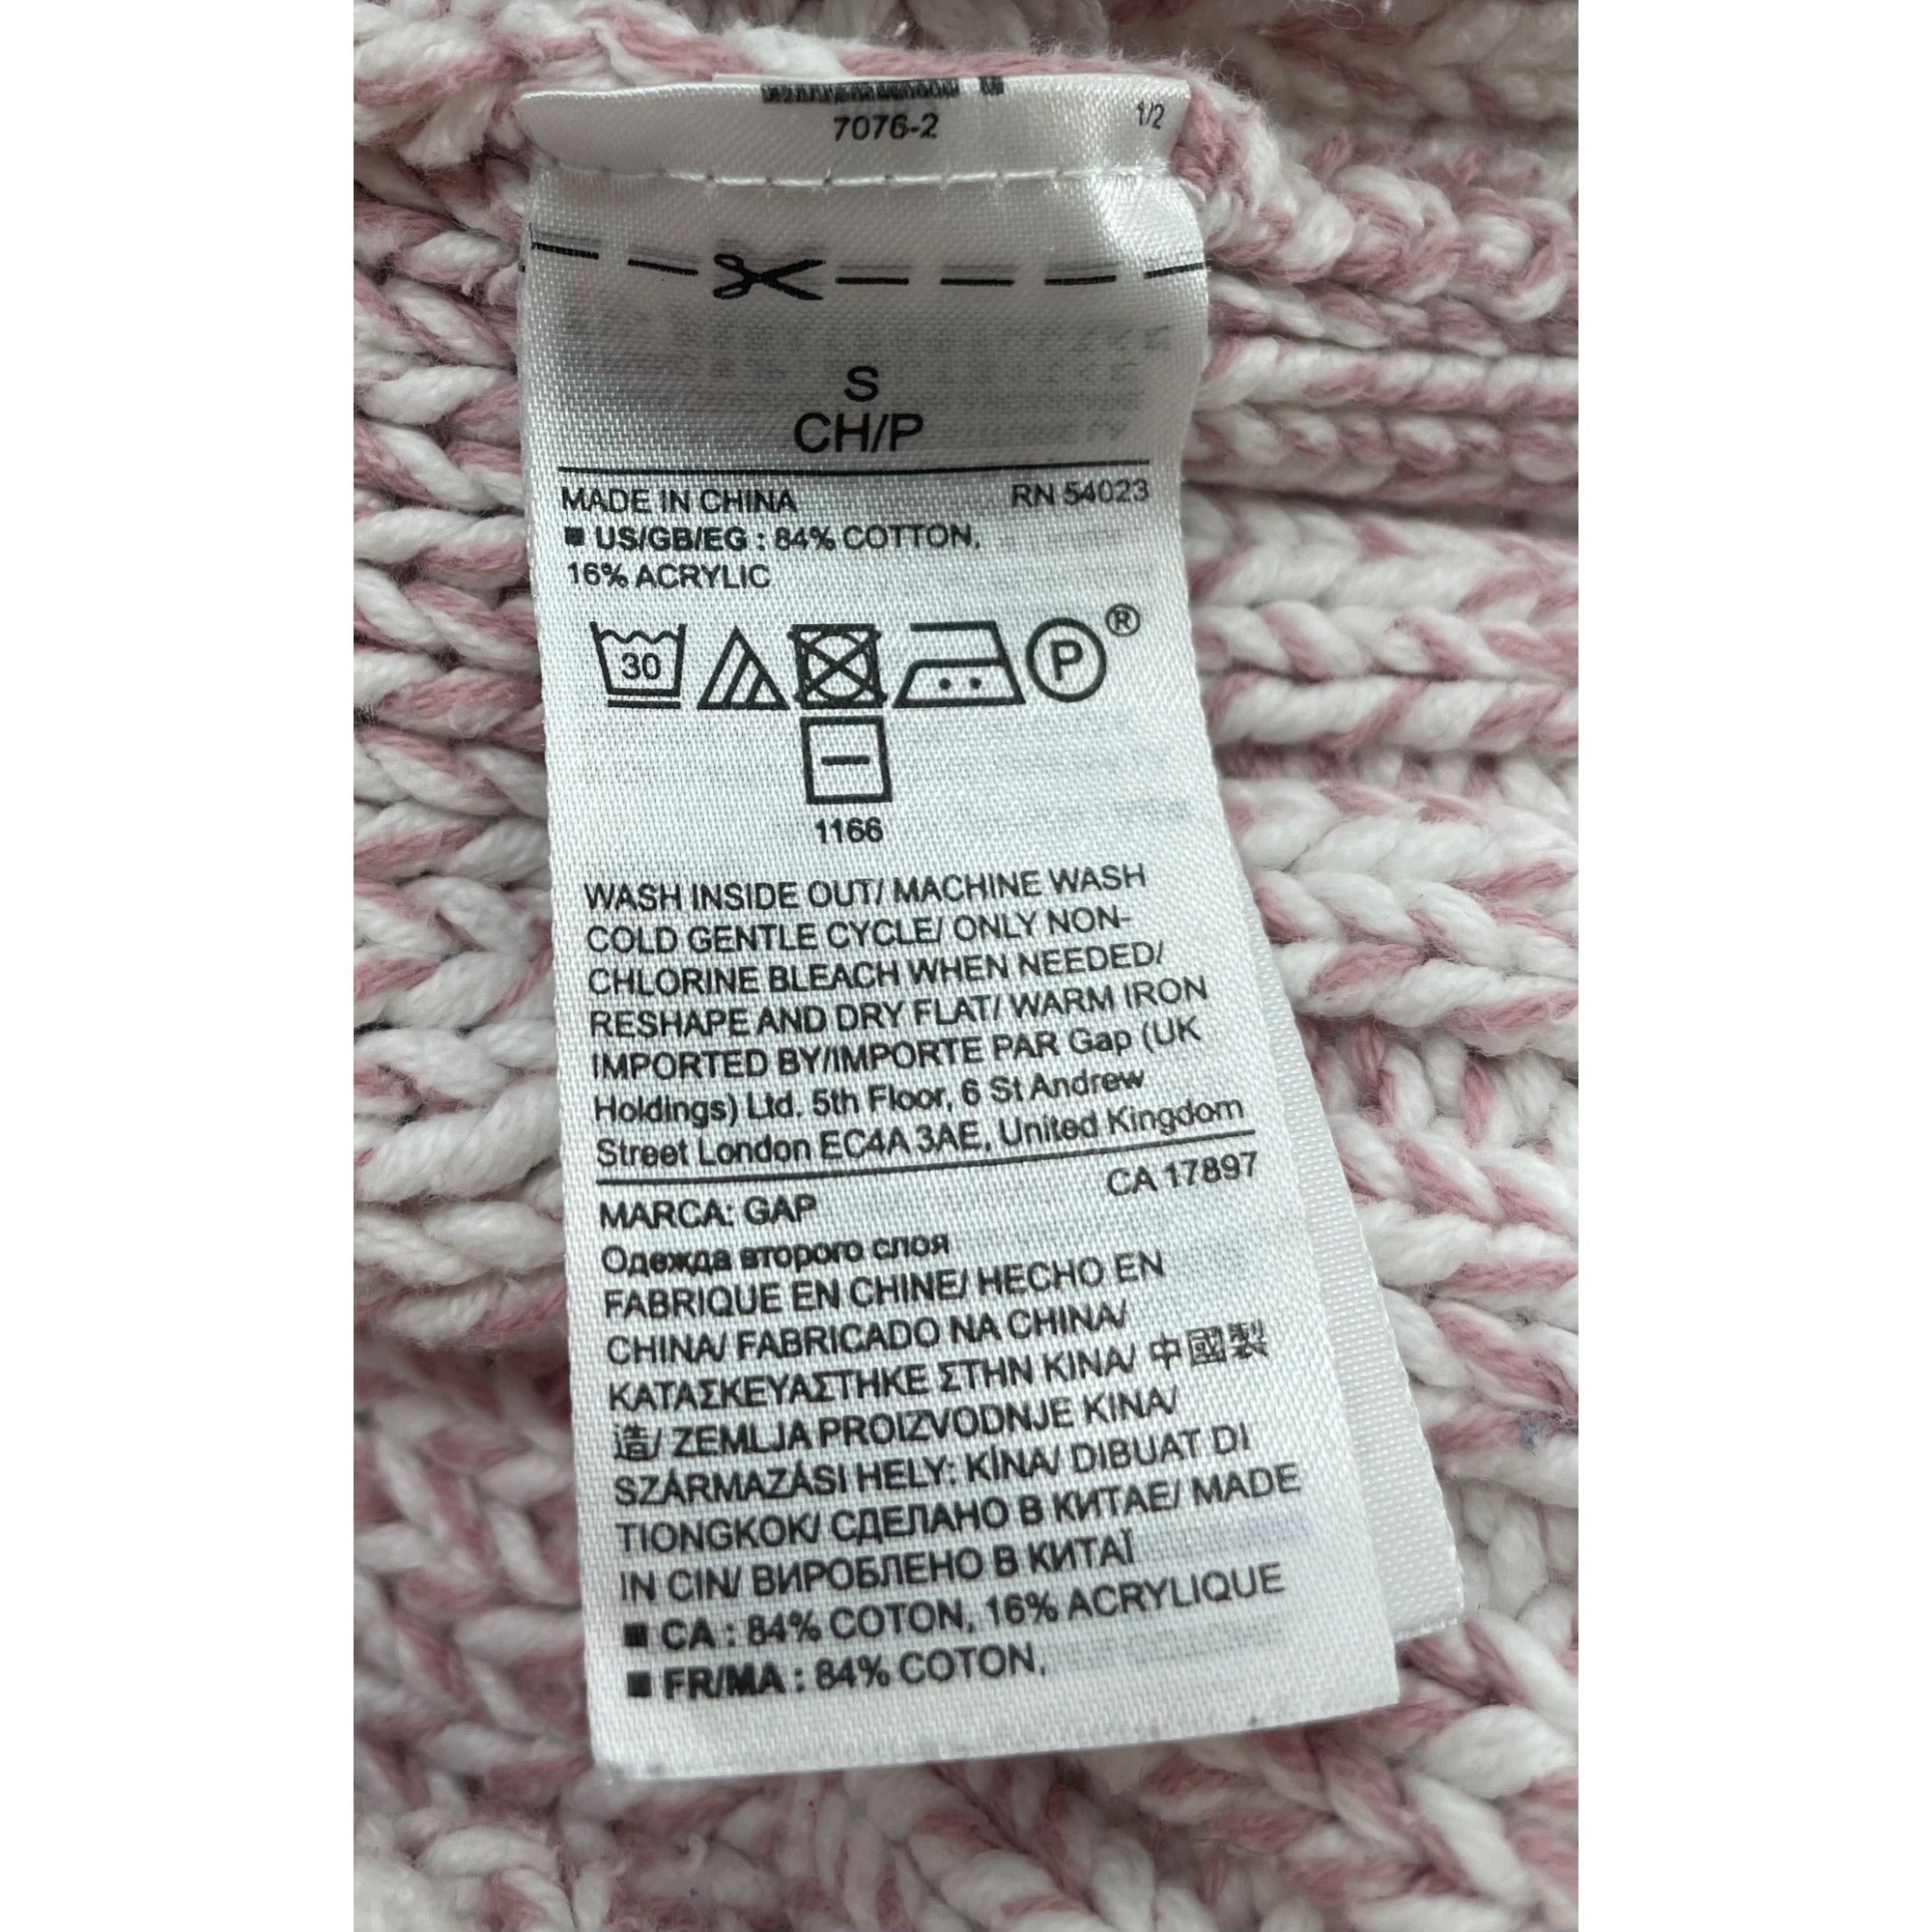 7076-2
1/2
S
CH/P
MADE IN CHINA RN 54023
■ US/GB/EG : 84% COTTON,
16% ACRYLIC
30 P ®
1166
WASH INSIDE OUT/ MACHINE WASH
COLD GENTLE CYCLE/ ONLY NON-
CHLORINE BLEACH WHEN NEEDED/
RESHAPE AND DRY FLAT/ WARM IRON
IMPORTED BY/IMPORTE PAR Gap (UK
Holdings) Ltd. 5th Floor, 6 St Andrew
Street London EC4A 3AE, United Kingdom
MARCA: GAP CA 17897
Одежда второго слоя
FABRIQUE EN CHINE/ HECHO EN
CHINA/ FABRICADO NA CHINA/
ΚΑΤΑΣΚΕΥΑΣΤΗΚΕ ΣΤΗΝ ΚΙΝΑ/ 中國製
造/ ZEMLJA PROIZVODNJE KINA/
SZÁRMAZÁSI HELY: KÍNA/ DIBUAT DI
TIONGKOK/ СДЕЛАНО В КИТАЕ/ MADE
IN CIN/ ВИРОБЛЕНО В КИТАЇ
■ CA : 84% COTON, 16% ACRYLIQUE
■ FR/MA : 84% COTON,